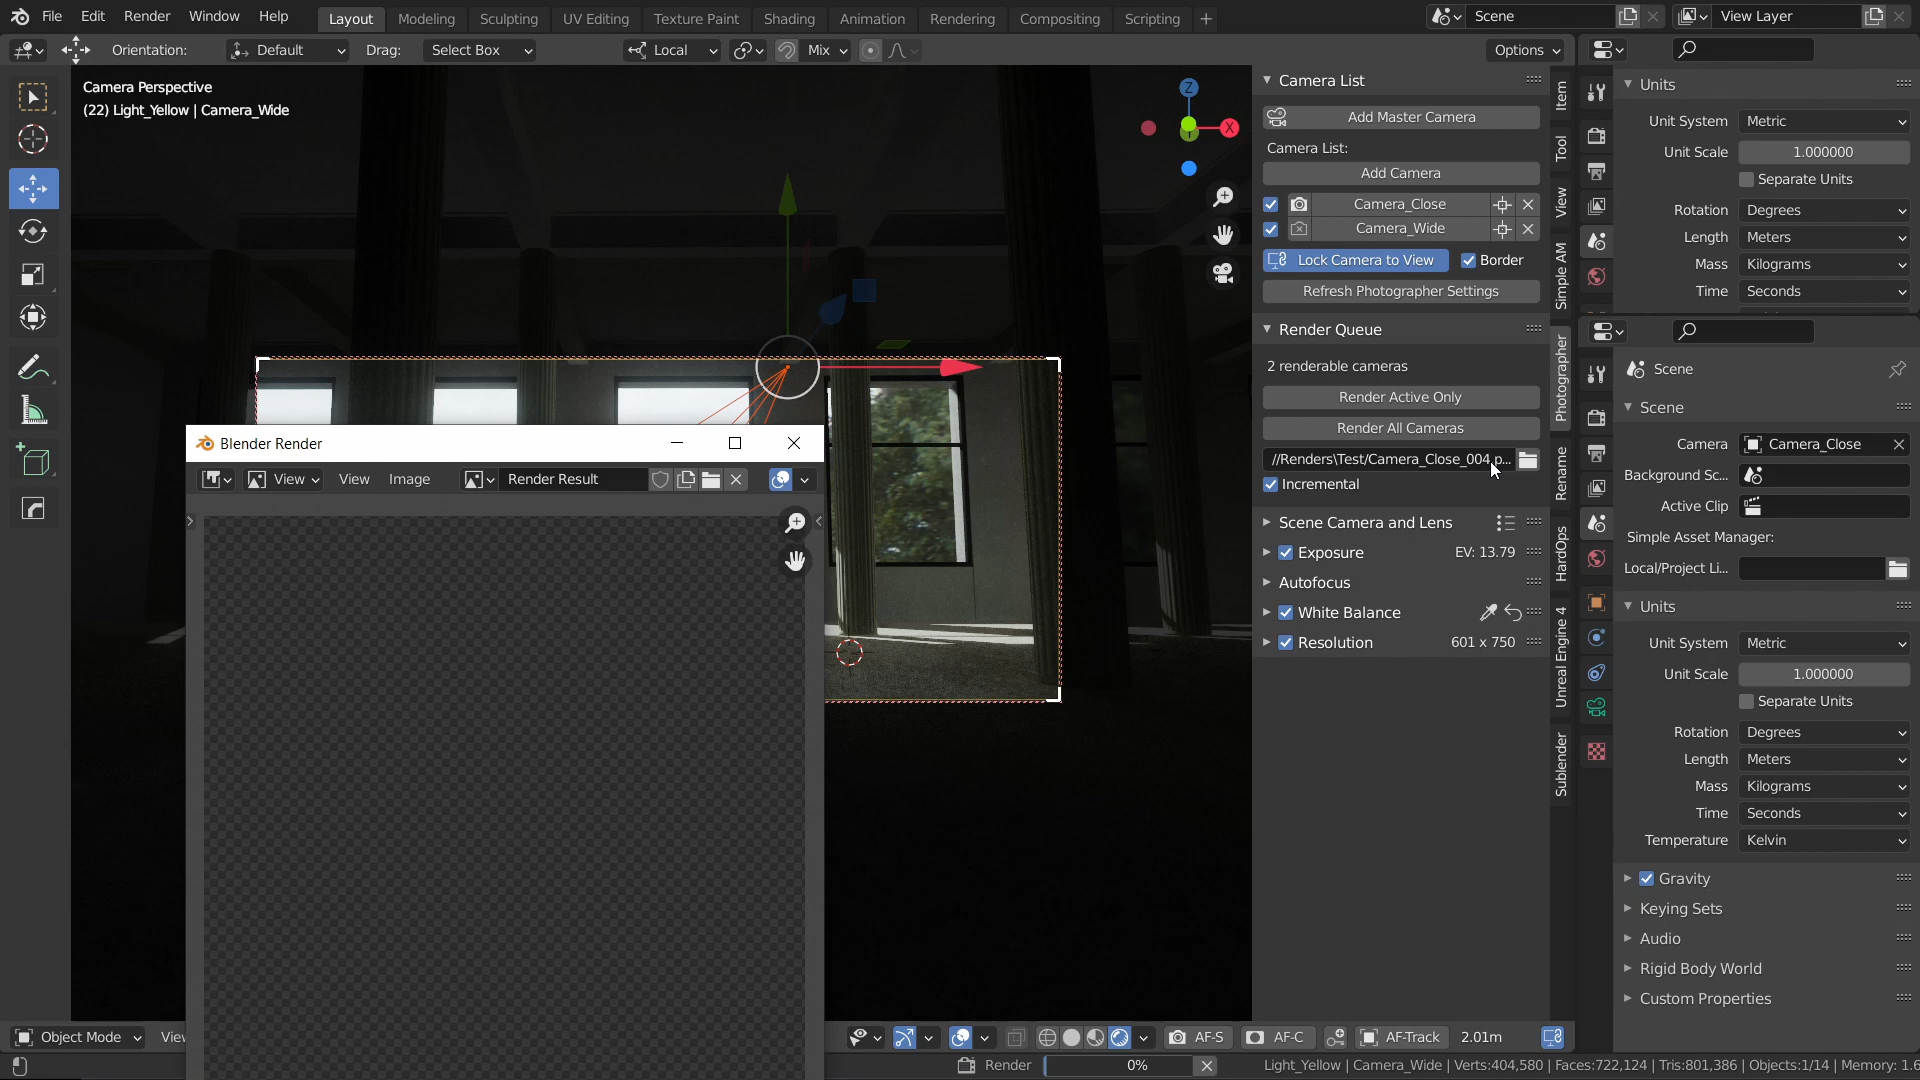 File Edit Render Window Help Layout Modeling Sculpting UV Editing Texture Paint Shading Animation Rendering Compositing Scripting + Scene View Layer
Orientation: Default Drag: Select Box Local Mix Options
Camera Perspective
(22) Light_Yellow | Camera_Wide
Z
X
Camera List
Add Master Camera
Camera List:
Add Camera
Camera_Close
Camera_Wide
Lock Camera to View Border
Refresh Photographer Settings
Render Queue
2 renderable cameras
Render Active Only
Render All Cameras
//Renders\Test/Camera_Close_004.p...
Incremental
Scene Camera and Lens
Exposure EV: 13.79
Autofocus
White Balance
Resolution 601 x 750
Item
Tool
View
Simple AM
Photographer
Rename
HardOps
Unreal Engine 4
Sublender
Units
Unit System Metric
Unit Scale 1.000000
Separate Units
Rotation Degrees
Length Meters
Mass Kilograms
Time Seconds
Scene
Scene
Camera Camera_Close
Background Sc...
Active Clip
Simple Asset Manager:
Local/Project Li...
Units
Unit System Metric
Unit Scale 1.000000
Separate Units
Rotation Degrees
Length Meters
Mass Kilograms
Time Seconds
Temperature Kelvin
Gravity
Keying Sets
Audio
Rigid Body World
Custom Properties
Blender Render
View View Image Render Result
Object Mode
AF-S AF-C AF-Track 2.01m
Render 0% Light_Yellow | Camera_Wide | Verts:404,580 | Faces:722,124 | Tris:801,386 | Objects:1/14 | Memory: 1.6